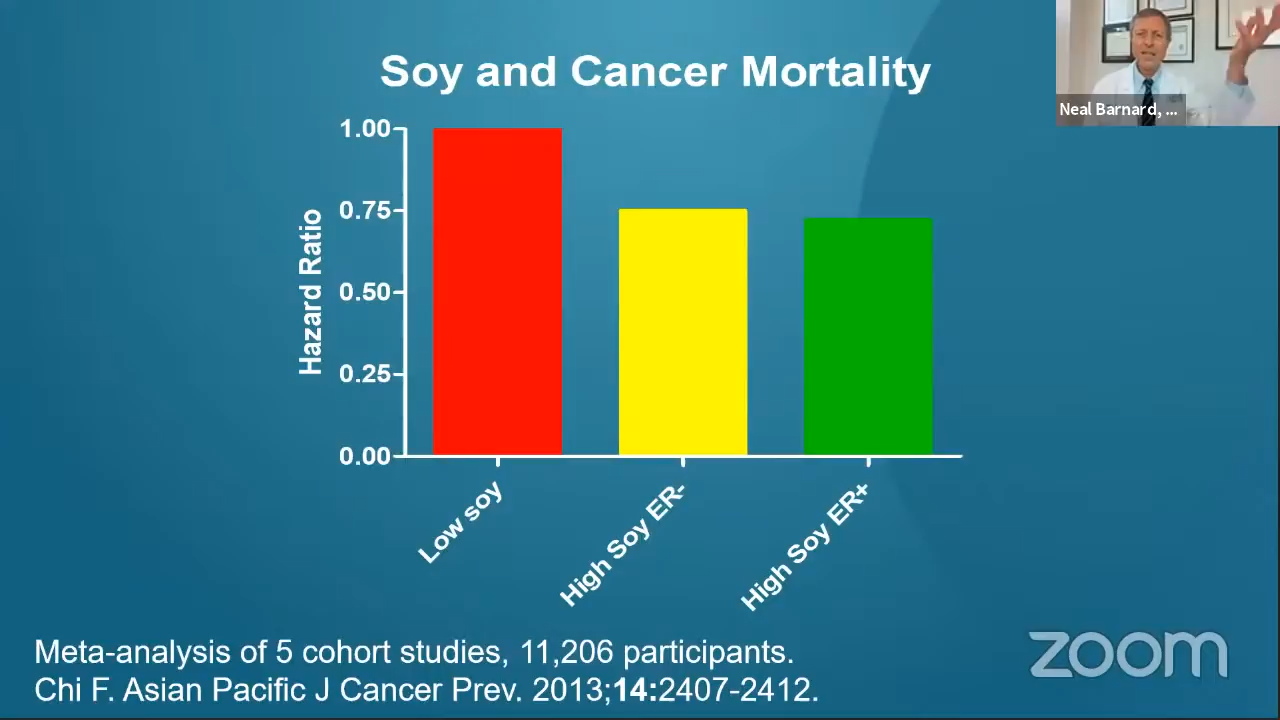 Soy and Cancer Mortality
Neal Barnard, ...
Hazard Ratio
1.00
0.75
0.50
0.25
0.00
Low soy
High Soy ER-
High Soy ER+
Meta-analysis of 5 cohort studies, 11,206 participants.
Chi F. Asian Pacific J Cancer Prev. 2013;14:2407-2412.
zoom